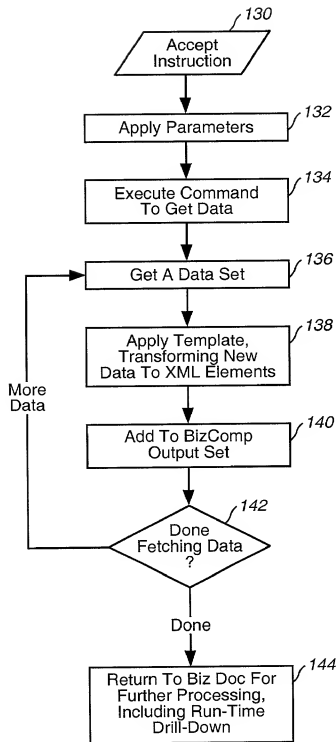 130
Accept
Instruction
132
Apply Parameters
134
Execute Command
To Get Data
136
Get A Data Set
138
Apply Template,
Transforming New
Data To XML Elements
More
Data
140
Add To BizComp
Output Set
142
Done
Fetching Data
?
Done
144
Return To Biz Doc For
Further Processing,
Including Run-Time
Drill-Down